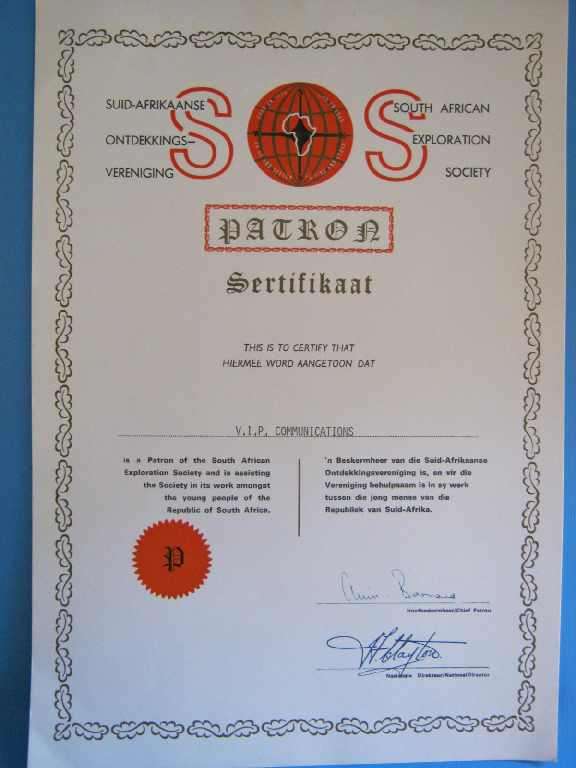 SUID-AFRIKAANSE
ONTDEKKINGS—
VERENIGING
SOS
SOUTH AFRICAN
EXPLORATION
SOCIETY
PATRON
Sertifikaat
THIS IS TO CERTIFY THAT
HIERMEE WORD AANGETOON DAT
V.I.P. COMMUNICATIONS
is a Patron of the South African
Exploration Society and is assisting
the Society in its work amongst
the young people of the
Republic of South Africa.
'n Beskermheer van die Suid-Afrikaanse
Ontdekkingsvereniging is, en vir die
Vereniging behulpsaam is in sy werk
tussen die jong mense van die
Republiek van Suid-Afrika.
P
Hoofbeskermheer/Chief Patron
Nasionale Direkteur/National Director